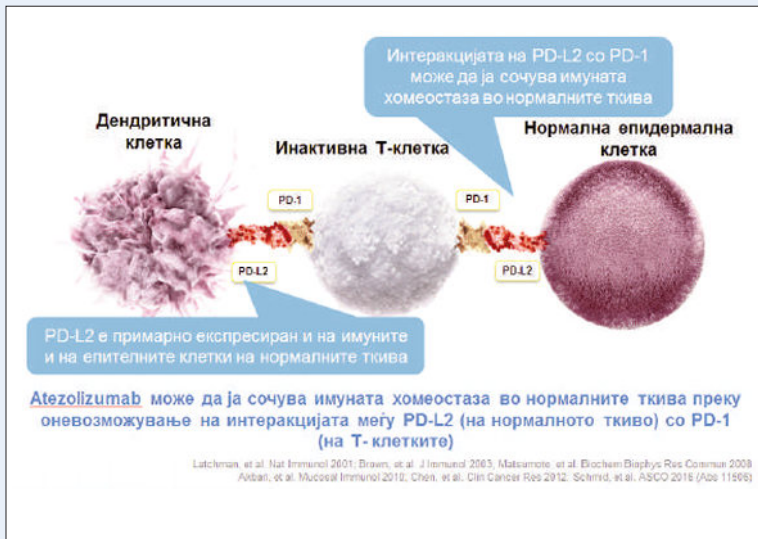 Интеракцијата на PD-L2 со PD-1
може да ја сочува имуната
хомеостаза во нормалните ткива
Дендритична
клетка
Инактивна Т-клетка
Нормална епидермална
клетка
PD-1
PD-1
PD-L2
PD-L2
PD-L2 е примарно експресиран и на имуните
и на епителните клетки на нормалните ткива
Atezolizumab може да ја сочува имуната хомеостаза во нормалните ткива преку
оневозможување на интеракцијата меѓу PD-L2 (на нормалното ткиво) со PD-1
(на Т- клетките)
Latchman, et al. Nat Immunol 2001; Brown, et al. J Immunol 2003; Matsumoto, et al. Biochem Biophys Res Commun 2008
Akbari, et al. Mucosal Immunol 2010; Chen, et al. Clin Cancer Res 2012; Schmid, et al. ASCO 2016 (Abs 11506)